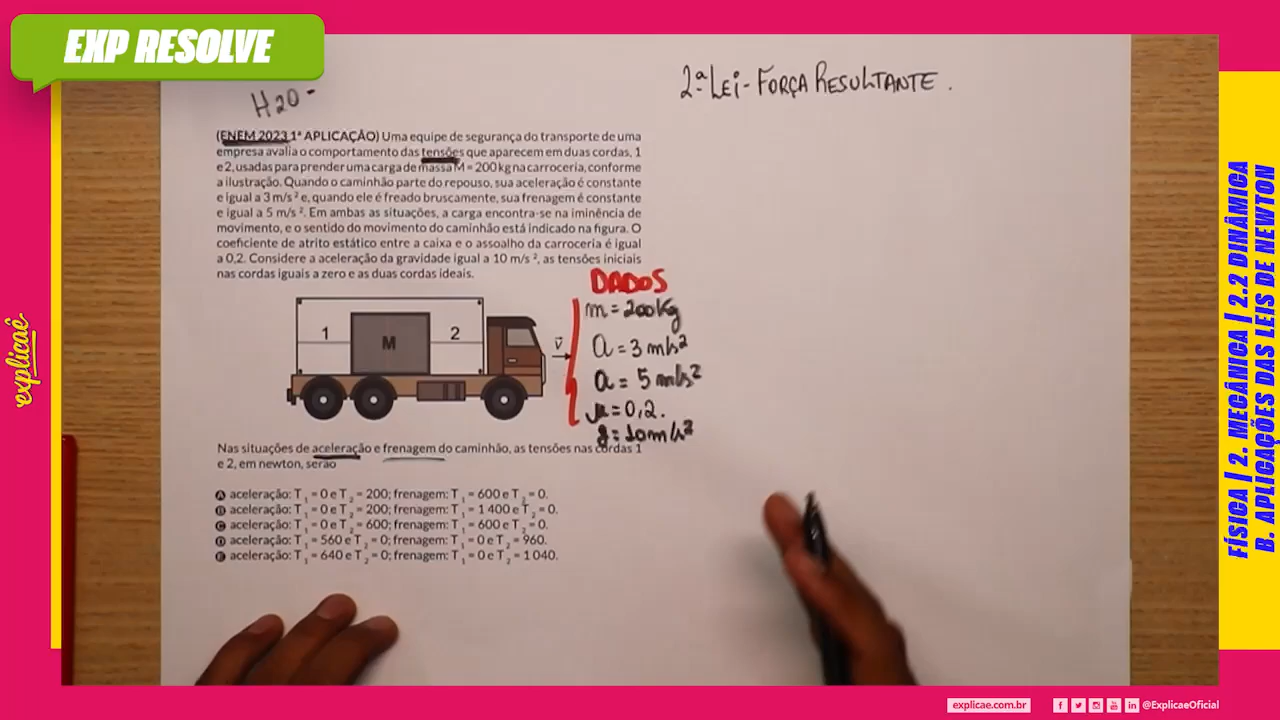 EXP RESOLVE
H2O -
2ª LEI - FORÇA RESULTANTE.
(ENEM 2023 1ª APLICAÇÃO) Uma equipe de segurança do transporte de uma
empresa avalia o comportamento das tensões que aparecem em duas cordas, 1
e 2, usadas para prender uma carga de massa M = 200 kg na carroceria, conforme
a ilustração. Quando o caminhão parte do repouso, sua aceleração é constante
e igual a 3 m/s ² e, quando ele é freado bruscamente, sua frenagem é constante
e igual a 5 m/s ². Em ambas as situações, a carga encontra-se na iminência de
movimento, e o sentido do movimento do caminhão está indicado na figura. O
coeficiente de atrito estático entre a caixa e o assoalho da carroceria é igual
a 0,2. Considere a aceleração da gravidade igual a 10 m/s ², as tensões iniciais
nas cordas iguais a zero e as duas cordas ideais.
1
M
2
v
DADOS
m = 200kg
a = 3 m/s²
a = 5 m/s²
μ = 0,2.
g = 10m/s²
Nas situações de aceleração e frenagem do caminhão, as tensões nas cordas 1
e 2, em newton, serão
A aceleração: T₁ = 0 e T₂ = 200; frenagem: T₁ = 600 e T₂ = 0.
B aceleração: T₁ = 0 e T₂ = 200; frenagem: T₁ = 1 400 e T₂ = 0.
C aceleração: T₁ = 0 e T₂ = 600; frenagem: T₁ = 600 e T₂ = 0.
D aceleração: T₁ = 560 e T₂ = 0; frenagem: T₁ = 0 e T₂ = 960.
E aceleração: T₁ = 640 e T₂ = 0; frenagem: T₁ = 0 e T₂ = 1 040.
explicaê
FÍSICA | 2. MECÂNICA | 2.2 DINÂMICA
B. APLICAÇÕES DAS LEIS DE NEWTON
explicae.com.br
@ExplicaeOficial